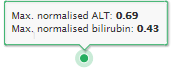 Max. normalised ALT: 0.69
Max. normalised bilirubin: 0.43